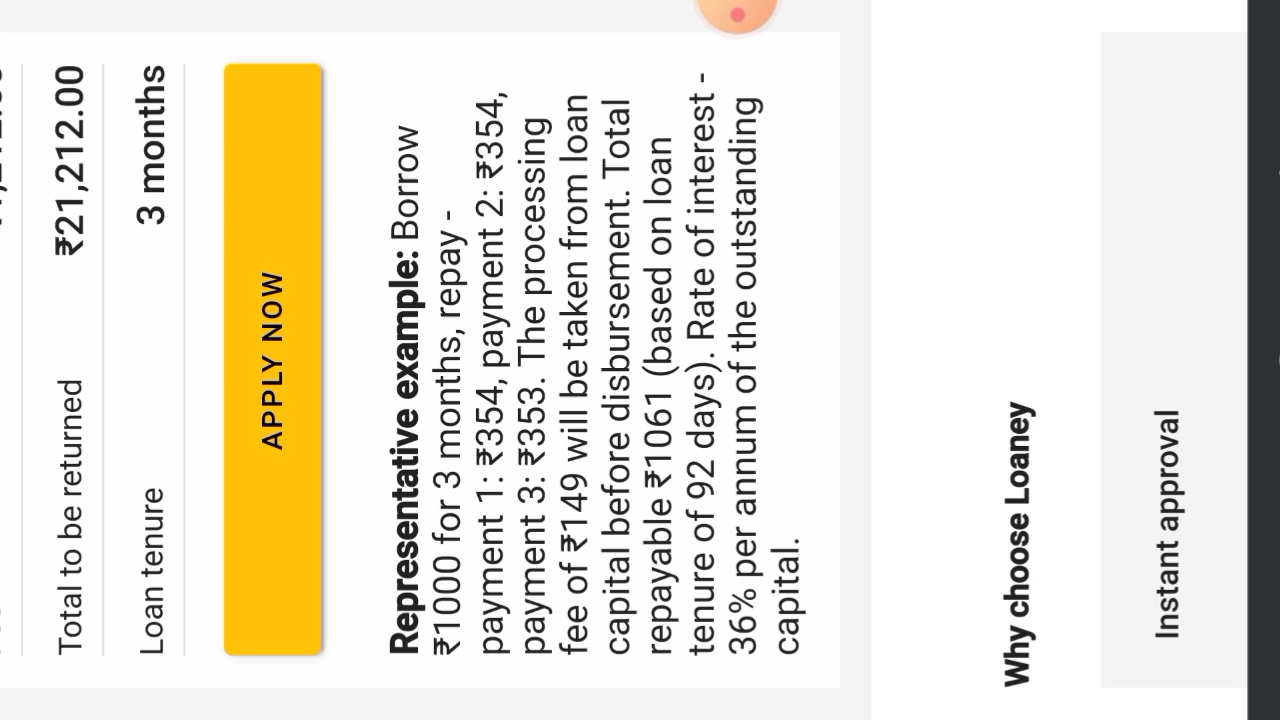 Total to be returned ₹21,212.00
Loan tenure 3 months
APPLY NOW
Representative example: Borrow
₹1000 for 3 months, repay -
payment 1: ₹354, payment 2: ₹354,
payment 3: ₹353. The processing
fee of ₹149 will be taken from loan
capital before disbursement. Total
repayable ₹1061 (based on loan
tenure of 92 days). Rate of interest -
36% per annum of the outstanding
capital.
Why choose Loaney
Instant approval